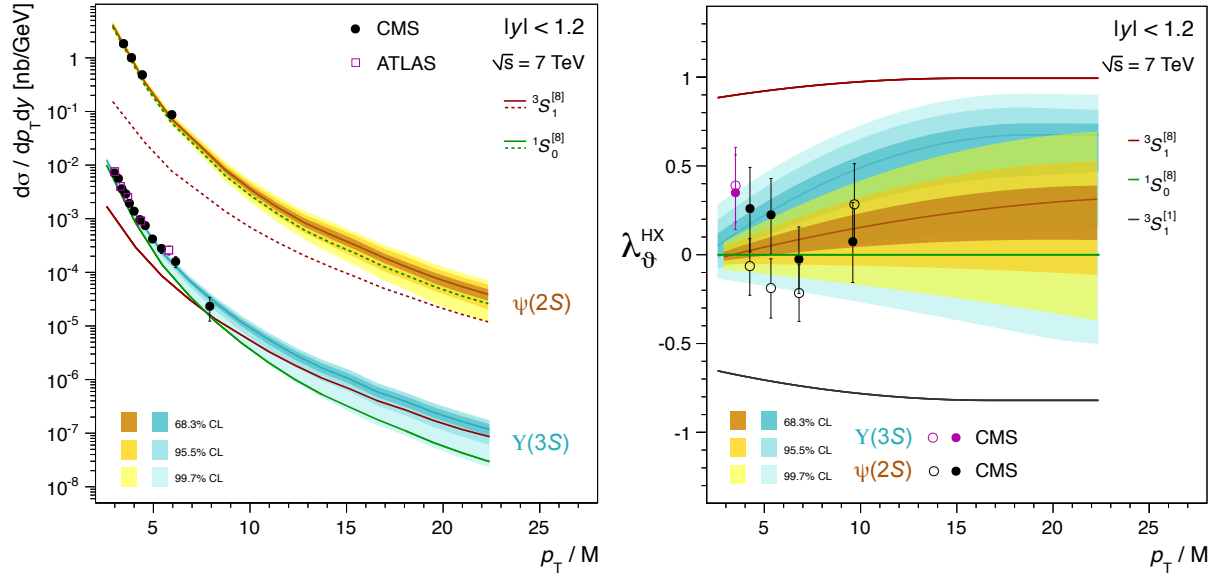 dσ / dp_T dy [nb/GeV]
1
10⁻¹
10⁻²
10⁻³
10⁻⁴
10⁻⁵
10⁻⁶
10⁻⁷
10⁻⁸
CMS
ATLAS
|y| < 1.2
√s = 7 TeV
³S₁^[8]
¹S₀^[8]
ψ(2S)
Υ(3S)
68.3% CL
95.5% CL
99.7% CL
5 10 15 20 25
p_T / M
λ_ϑ^HX
1
0.5
0
-0.5
-1
|y| < 1.2
√s = 7 TeV
³S₁^[8]
¹S₀^[8]
³S₁^[1]
68.3% CL
95.5% CL
99.7% CL
Υ(3S) CMS
ψ(2S) CMS
5 10 15 20 25
p_T / M